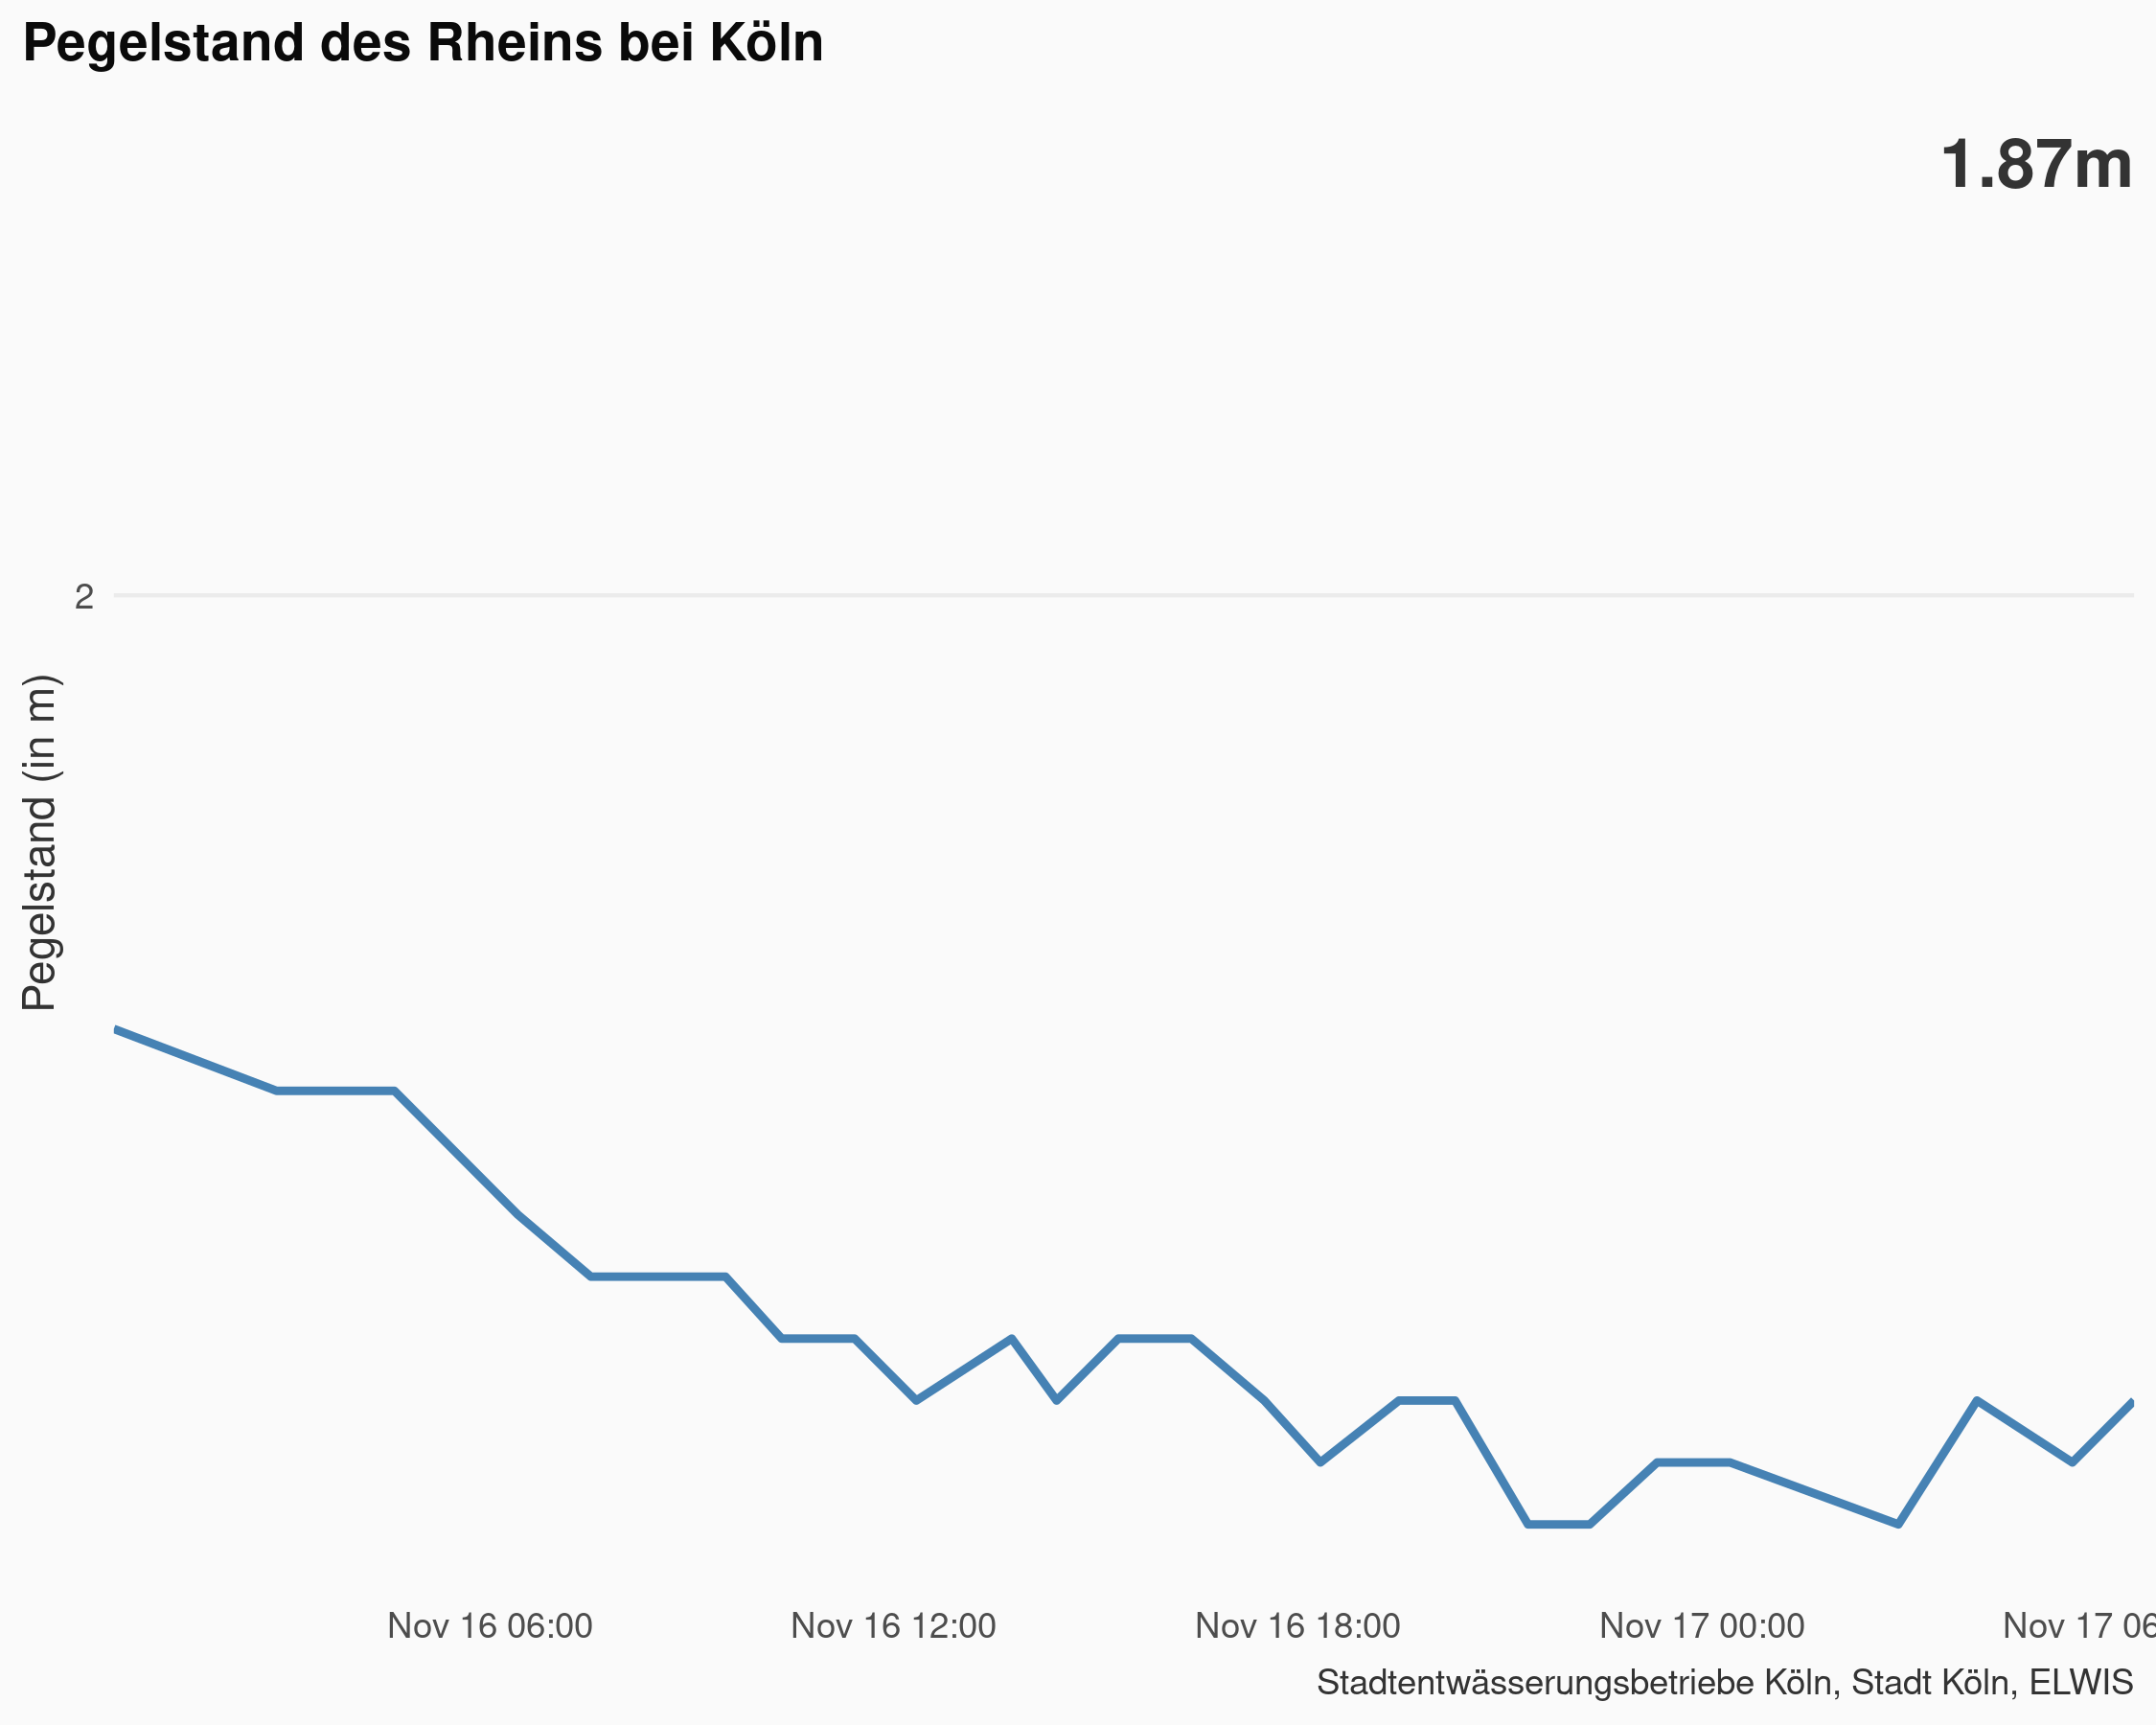 Pegelstand des Rheins bei Köln
1.87m
2
Pegelstand (in m)
Nov 16 06:00 Nov 16 12:00 Nov 16 18:00 Nov 17 00:00 Nov 17 06
Stadtentwässerungsbetriebe Köln, Stadt Köln, ELWIS